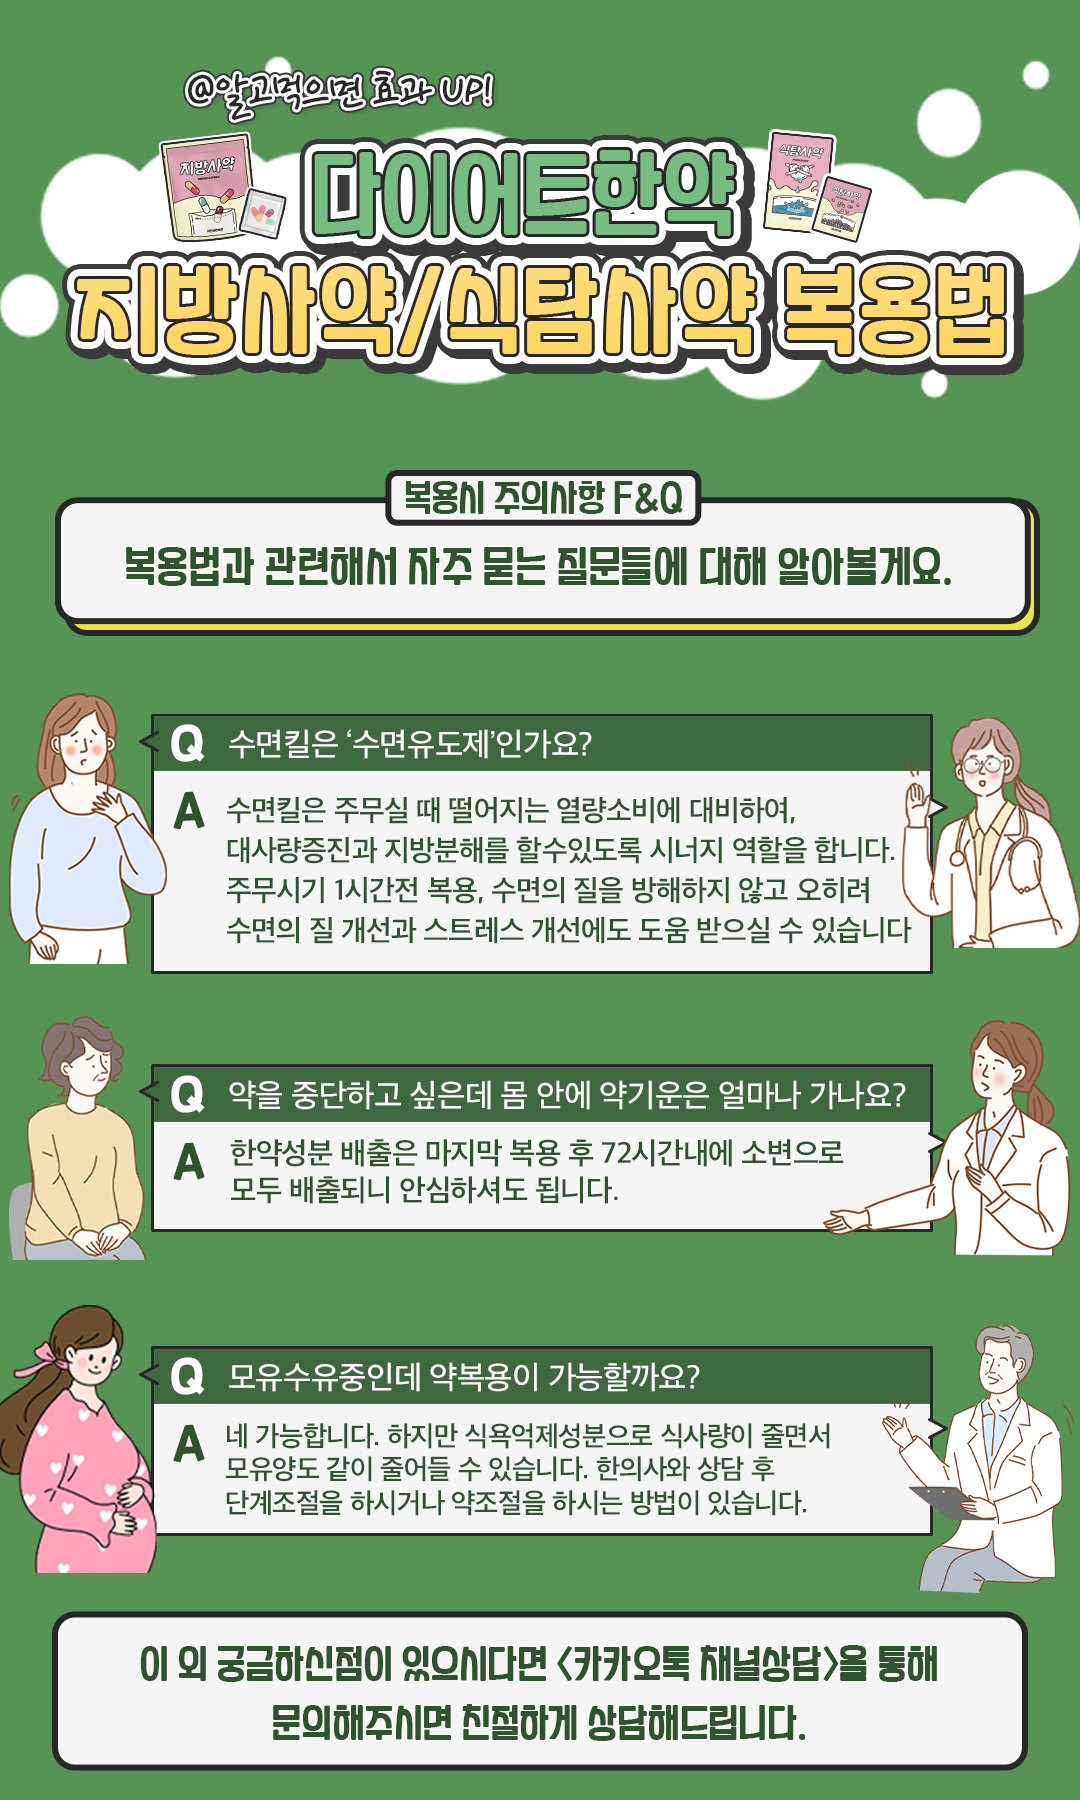 @알고먹으면 효과 UP!
지방사약
식탐사약
식탐사약
다이어트한약
지방사약/식탐사약 복용법
복용시 주의사항 F&Q
복용법과 관련해서 자주 묻는 질문들에 대해 알아볼게요.
Q 수면킬은 ‘수면유도제’인가요?
A 수면킬은 주무실 때 떨어지는 열량소비에 대비하여,
대사량증진과 지방분해를 할수있도록 시너지 역할을 합니다.
주무시기 1시간전 복용, 수면의 질을 방해하지 않고 오히려
수면의 질 개선과 스트레스 개선에도 도움 받으실 수 있습니다
Q 약을 중단하고 싶은데 몸 안에 약기운은 얼마나 가나요?
A 한약성분 배출은 마지막 복용 후 72시간내에 소변으로
모두 배출되니 안심하셔도 됩니다.
Q 모유수유중인데 약복용이 가능할까요?
A 네 가능합니다. 하지만 식욕억제성분으로 식사량이 줄면서
모유양도 같이 줄어들 수 있습니다. 한의사와 상담 후
단계조절을 하시거나 약조절을 하시는 방법이 있습니다.
이 외 궁금하신점이 있으시다면 <카카오톡 채널상담>을 통해
문의해주시면 친절하게 상담해드립니다.